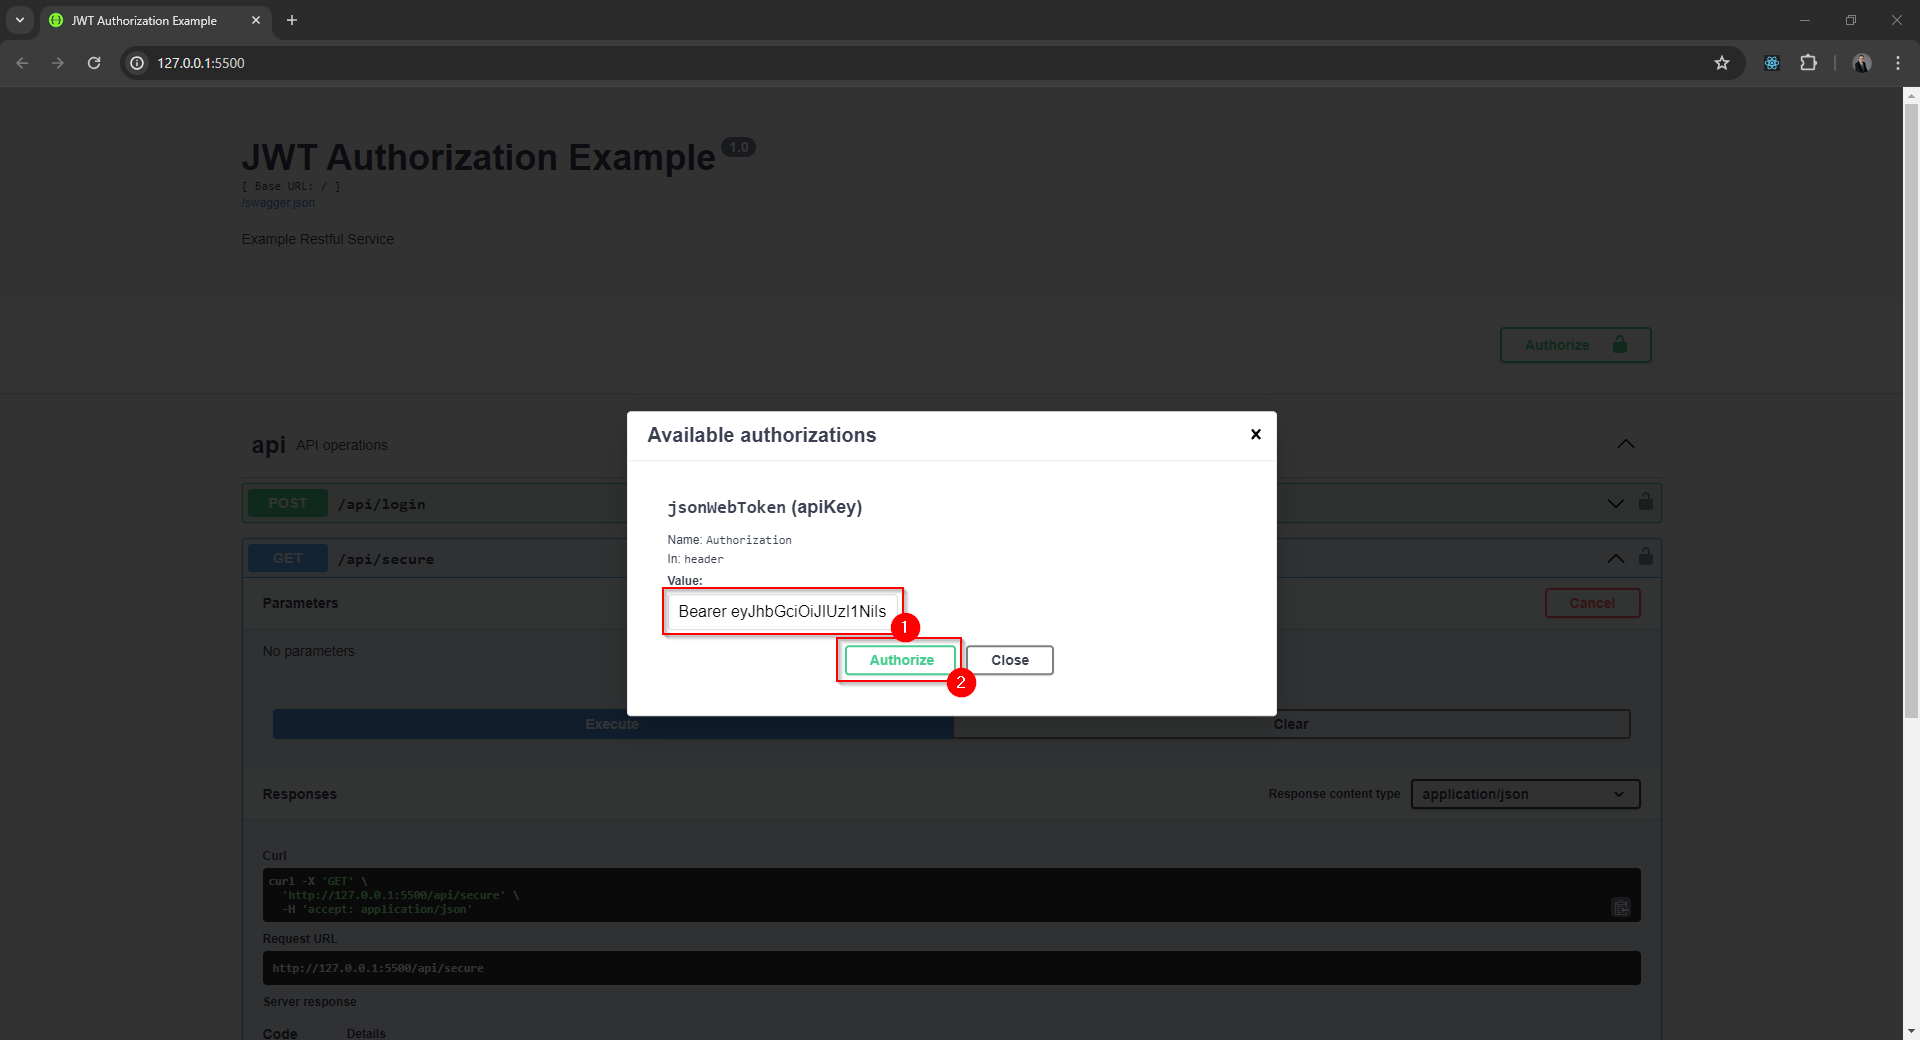 JWT Authorization Example
127.0.0.1:5500
JWT Authorization Example 1.0
[ Base URL: / ]
/swagger.json
Example Restful Service
Authorize
api API operations
POST /api/login
GET /api/secure
Parameters
Cancel
No parameters
Available authorizations
jsonWebToken (apiKey)
Name: Authorization
In: header
Value:
Bearer eyJhbGciOiJIUzI1NiIs
1
Authorize
Close
2
Execute
Clear
Responses
Response content type
application/json
Curl
curl -X 'GET' \
'http://127.0.0.1:5500/api/secure' \
-H 'accept: application/json'
Request URL
http://127.0.0.1:5500/api/secure
Server response
Code Details